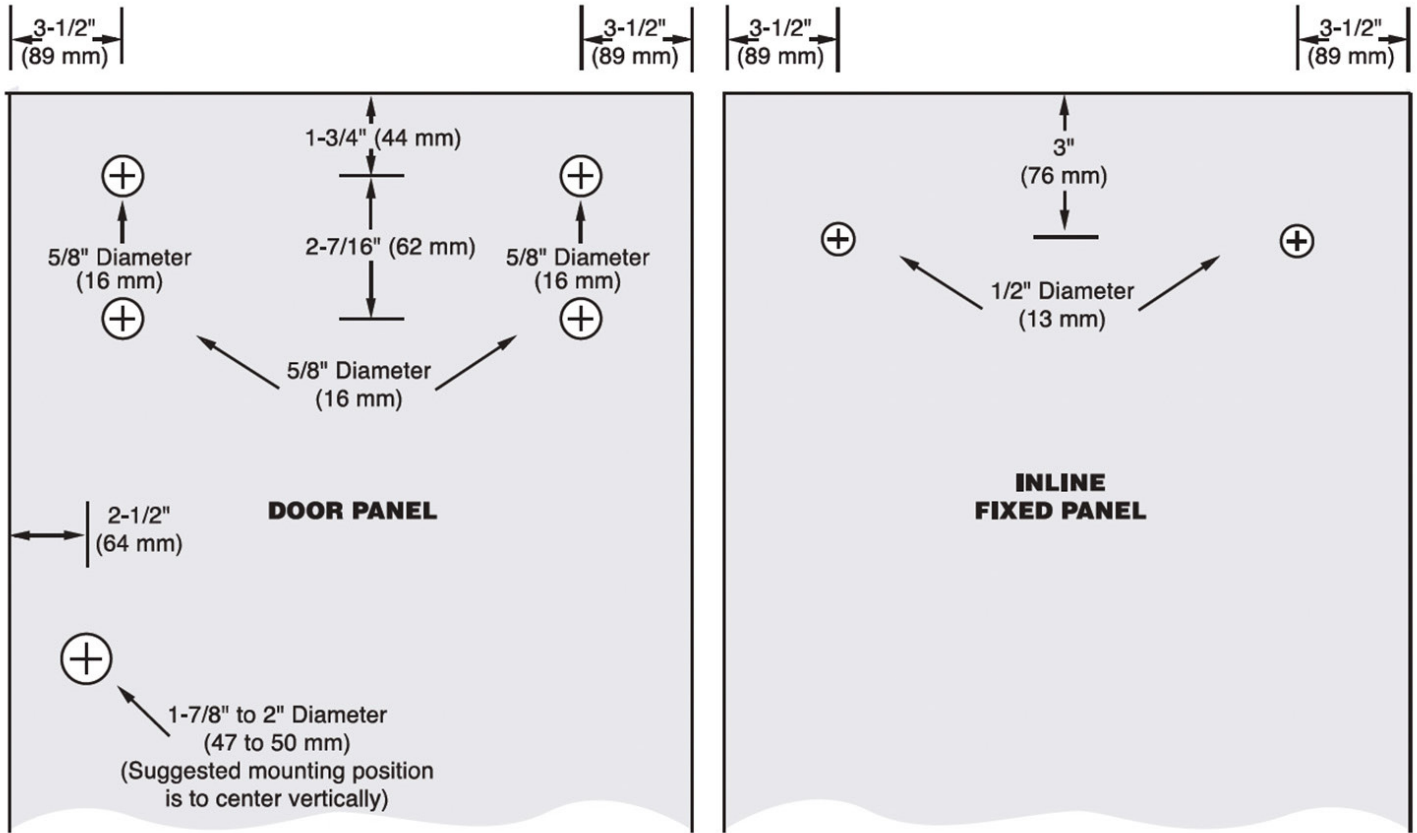 3-1/2"
(89 mm)
3-1/2"
(89 mm)
1-3/4" (44 mm)
2-7/16" (62 mm)
5/8" Diameter
(16 mm)
5/8" Diameter
(16 mm)
5/8" Diameter
(16 mm)
DOOR PANEL
2-1/2"
(64 mm)
1-7/8" to 2" Diameter
(47 to 50 mm)
(Suggested mounting position
is to center vertically)
3-1/2"
(89 mm)
3-1/2"
(89 mm)
3"
(76 mm)
1/2" Diameter
(13 mm)
INLINE
FIXED PANEL